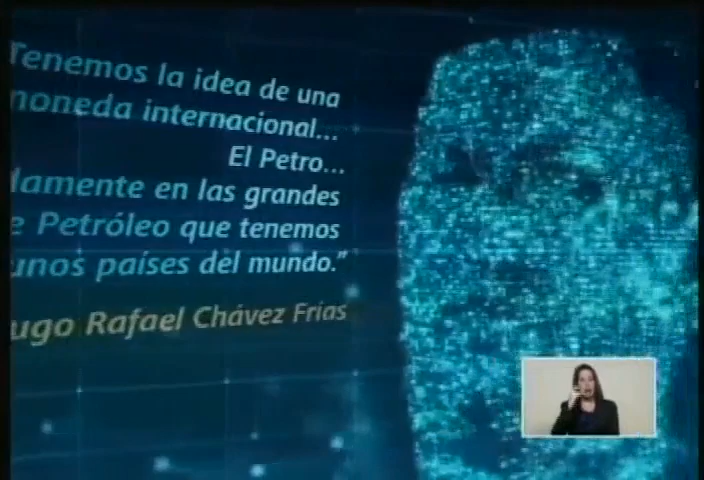 Tenemos la idea de una
moneda internacional...
El Petro...
damente en las grandes
e Petróleo que tenemos
unos países del mundo."
ugo Rafael Chávez Frías